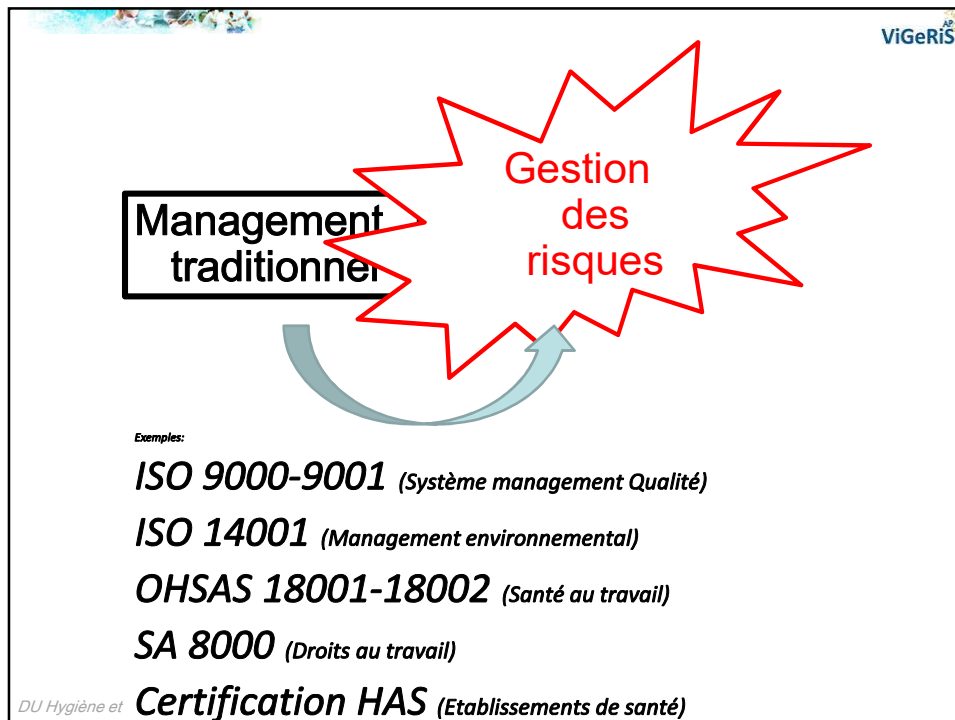 AP
ViGeRiS
Gestion
des
risques
Management
traditionnel
Exemples:
ISO 9000-9001 (Système management Qualité)
ISO 14001 (Management environnemental)
OHSAS 18001-18002 (Santé au travail)
SA 8000 (Droits au travail)
DU Hygiène et
Certification HAS (Etablissements de santé)